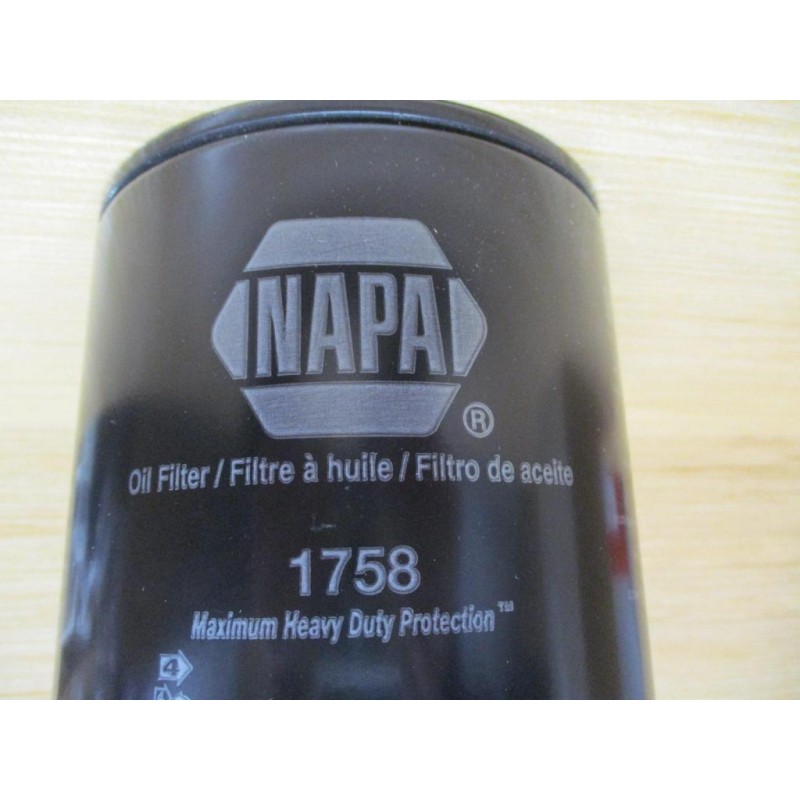 NAPA
®
Oil Filter / Filtre à huile / Filtro de aceite
1758
Maximum Heavy Duty Protection™
4